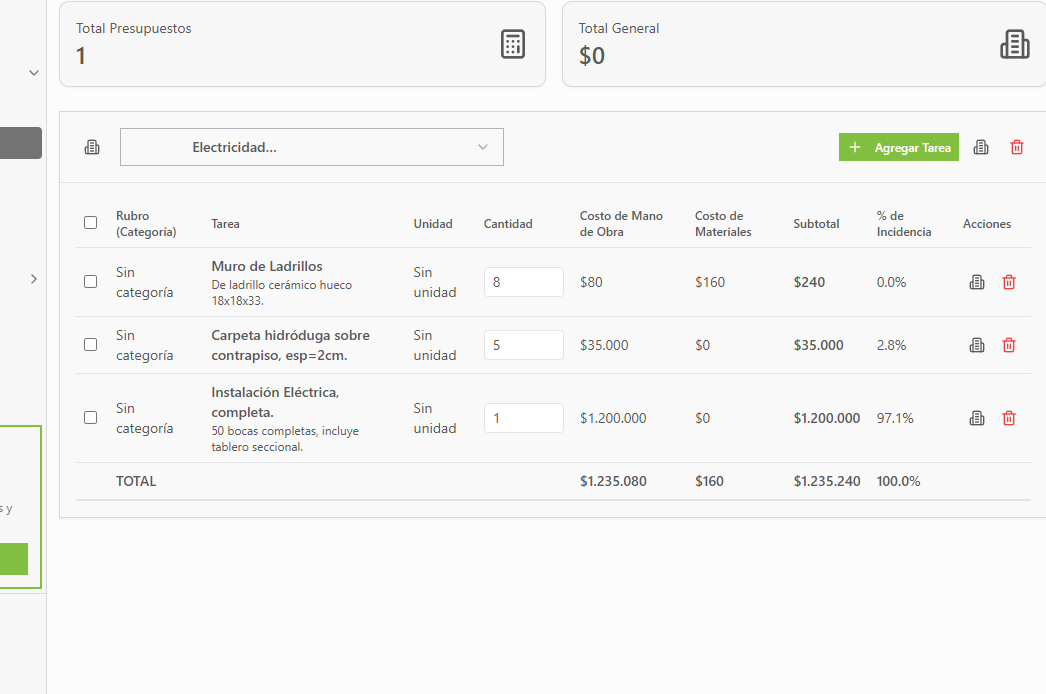 Total Presupuestos
1
Total General
$0
Electricidad...
Agregar Tarea
Rubro
(Categoría)
Tarea
Unidad
Cantidad
Costo de Mano
de Obra
Costo de
Materiales
Subtotal
% de
Incidencia
Acciones
Sin
categoría
Muro de Ladrillos
De ladrillo cerámico hueco
18x18x33.
Sin
unidad
8
$80
$160
$240
0.0%
Sin
categoría
Carpeta hidróduga sobre
contrapiso, esp=2cm.
Sin
unidad
5
$35.000
$0
$35.000
2.8%
Sin
categoría
Instalación Eléctrica,
completa.
50 bocas completas, incluye
tablero seccional.
Sin
unidad
1
$1.200.000
$0
$1.200.000
97.1%
TOTAL
$1.235.080
$160
$1.235.240
100.0%
s y